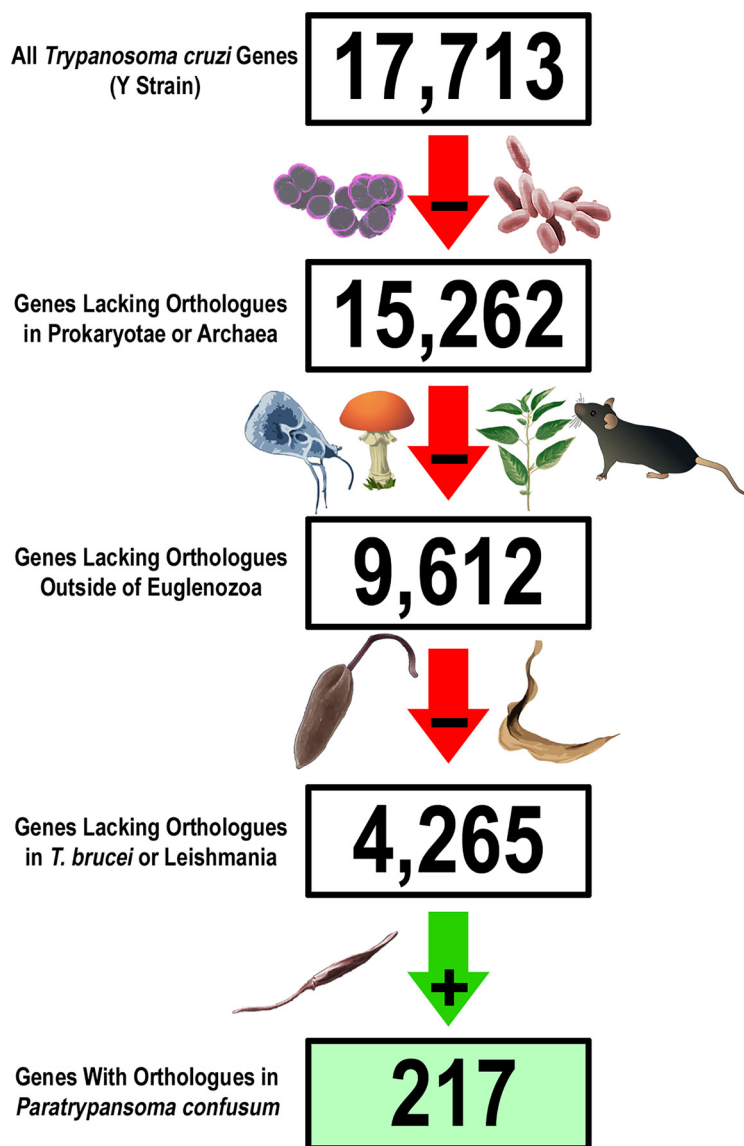 All Trypanosoma cruzi Genes
(Y Strain)
17,713
−
Genes Lacking Orthologues
in Prokaryotae or Archaea
15,262
−
Genes Lacking Orthologues
Outside of Euglenozoa
9,612
−
Genes Lacking Orthologues
in T. brucei or Leishmania
4,265
+
Genes With Orthologues in
Paratrypansoma confusum
217